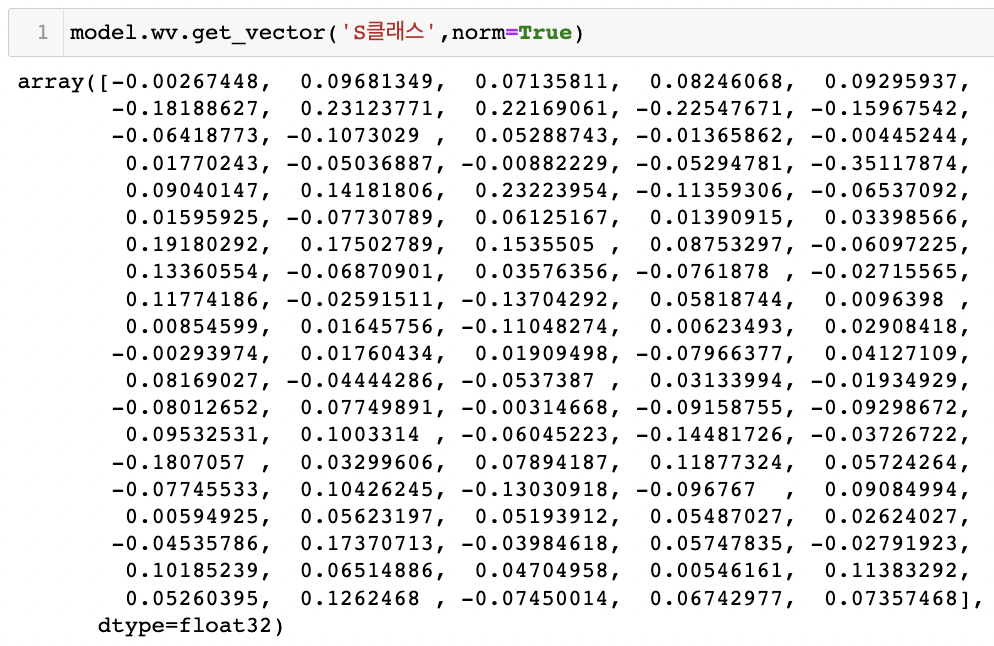 1 model.wv.get_vector('S클래스',norm=True)
array([-0.00267448,  0.09681349,  0.07135811,  0.08246068,  0.09295937,
       -0.18188627,  0.23123771,  0.22169061, -0.22547671, -0.15967542,
       -0.06418773, -0.1073029 ,  0.05288743, -0.01365862, -0.00445244,
        0.01770243, -0.05036887, -0.00882229, -0.05294781, -0.35117874,
        0.09040147,  0.14181806,  0.23223954, -0.11359306, -0.06537092,
        0.01595925, -0.07730789,  0.06125167,  0.01390915,  0.03398566,
        0.19180292,  0.17502789,  0.1535505 ,  0.08753297, -0.06097225,
        0.13360554, -0.06870901,  0.03576356, -0.0761878 , -0.02715565,
        0.11774186, -0.02591511, -0.13704292,  0.05818744,  0.0096398 ,
        0.00854599,  0.01645756, -0.11048274,  0.00623493,  0.02908418,
       -0.00293974,  0.01760434,  0.01909498, -0.07966377,  0.04127109,
        0.08169027, -0.04444286, -0.0537387 ,  0.03133994, -0.01934929,
       -0.08012652,  0.07749891, -0.00314668, -0.09158755, -0.09298672,
        0.09532531,  0.1003314 , -0.06045223, -0.14481726, -0.03726722,
       -0.1807057 ,  0.03299606,  0.07894187,  0.11877324,  0.05724264,
       -0.07745533,  0.10426245, -0.13030918, -0.096767  ,  0.09084994,
        0.00594925,  0.05623197,  0.05193912,  0.05487027,  0.02624027,
       -0.04535786,  0.17370713, -0.03984618,  0.05747835, -0.02791923,
        0.10185239,  0.06514886,  0.04704958,  0.00546161,  0.11383292,
        0.05260395,  0.1262468 , -0.07450014,  0.06742977,  0.07357468],
      dtype=float32)